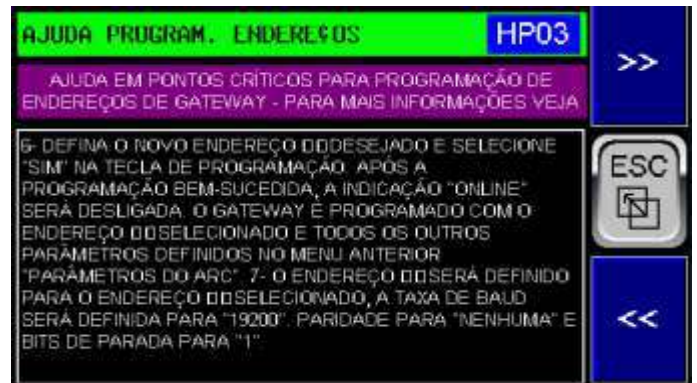 AJUDA PROGRAM. ENDEREÇOS
HP03
>>
AJUDA EM PONTOS CRÍTICOS PARA PROGRAMAÇÃO DE
ENDEREÇOS DE GATEWAY - PARA MAIS INFORMAÇÕES VEJA
6- DEFINA O NOVO ENDEREÇO □□DESEJADO E SELECIONE
"SIM" NA TECLA DE PROGRAMAÇÃO. APÓS A
PROGRAMAÇÃO BEM-SUCEDIDA, A INDICAÇÃO "ONLINE"
SERÁ DESLIGADA. O GATEWAY É PROGRAMADO COM O
ENDEREÇO □□SELECIONADO E TODOS OS OUTROS
PARÂMETROS DEFINIDOS NO MENU ANTERIOR
"PARÂMETROS DO ARC". 7- O ENDEREÇO □□SERÁ DEFINIDO
PARA O ENDEREÇO □□SELECIONADO, A TAXA DE BAUD
SERÁ DEFINIDA PARA "19200". PARIDADE PARA "NENHUMA" E
BITS DE PARADA PARA "1"
ESC
<<